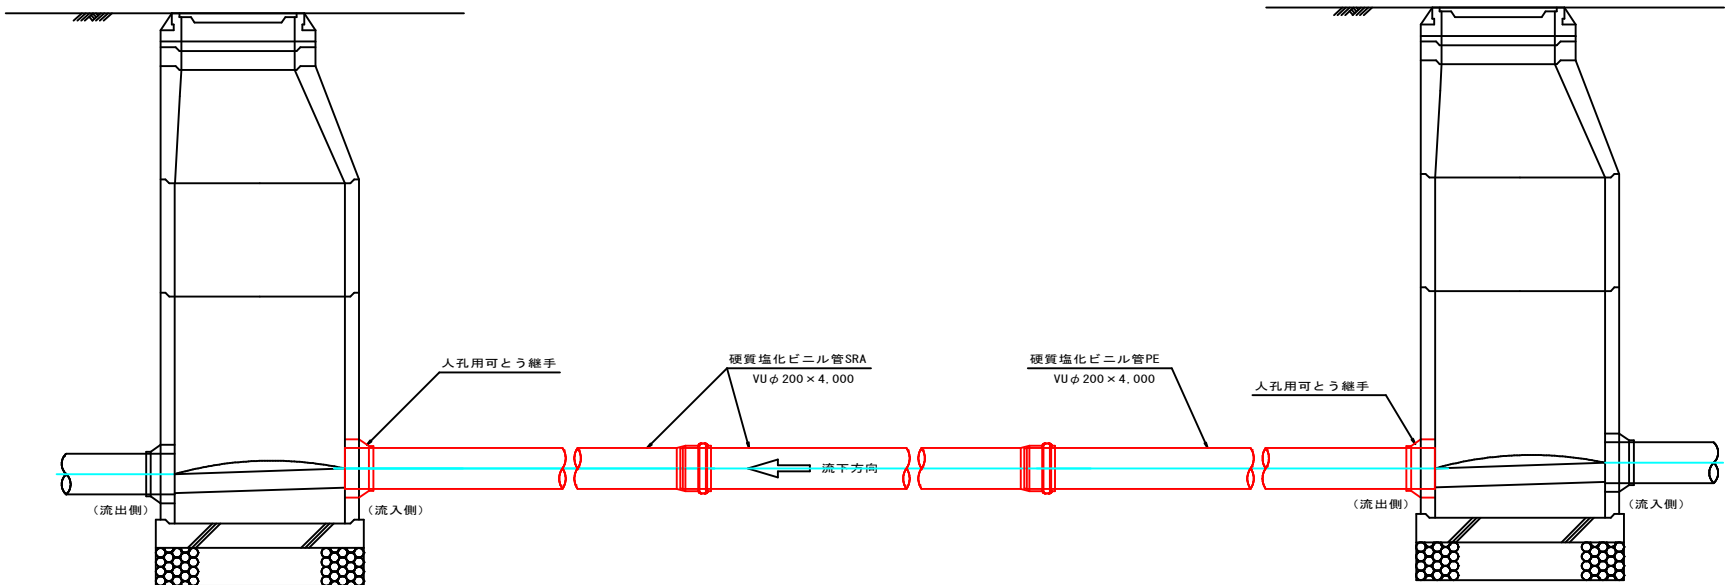 人孔用可とう継手
硬質塩化ビニル管SRA
VUφ200×4,000
硬質塩化ビニル管PE
VUφ200×4,000
人孔用可とう継手
流下方向
（流出側）
（流入側）
（流出側）
（流入側）